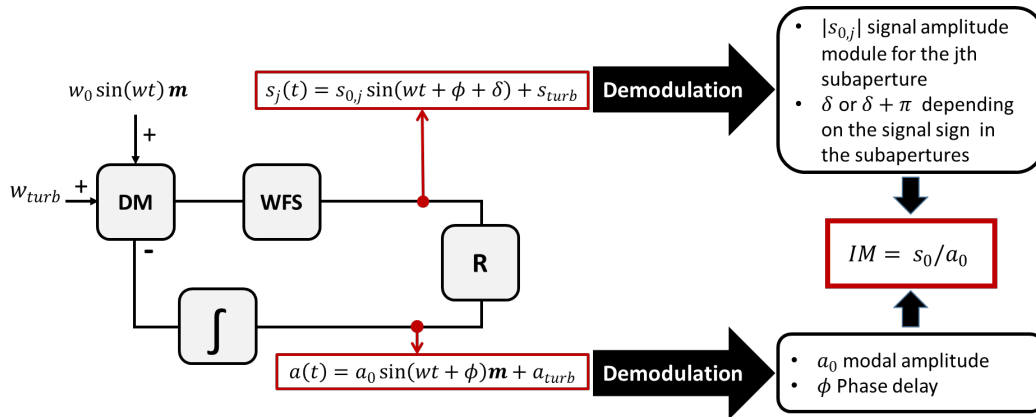 w₀ sin(wt) m
+
w_turb
+
DM
-
WFS
R
∫
s_j(t) = s_{0,j} sin(wt + ϕ + δ) + s_turb
a(t) = a₀ sin(wt + ϕ)m + a_turb
Demodulation
Demodulation
• |s_{0,j}| signal amplitude
module for the jth
subaperture
• δ or δ + π depending
on the signal sign in
the subapertures
IM = s₀/a₀
• a₀ modal amplitude
• ϕ Phase delay